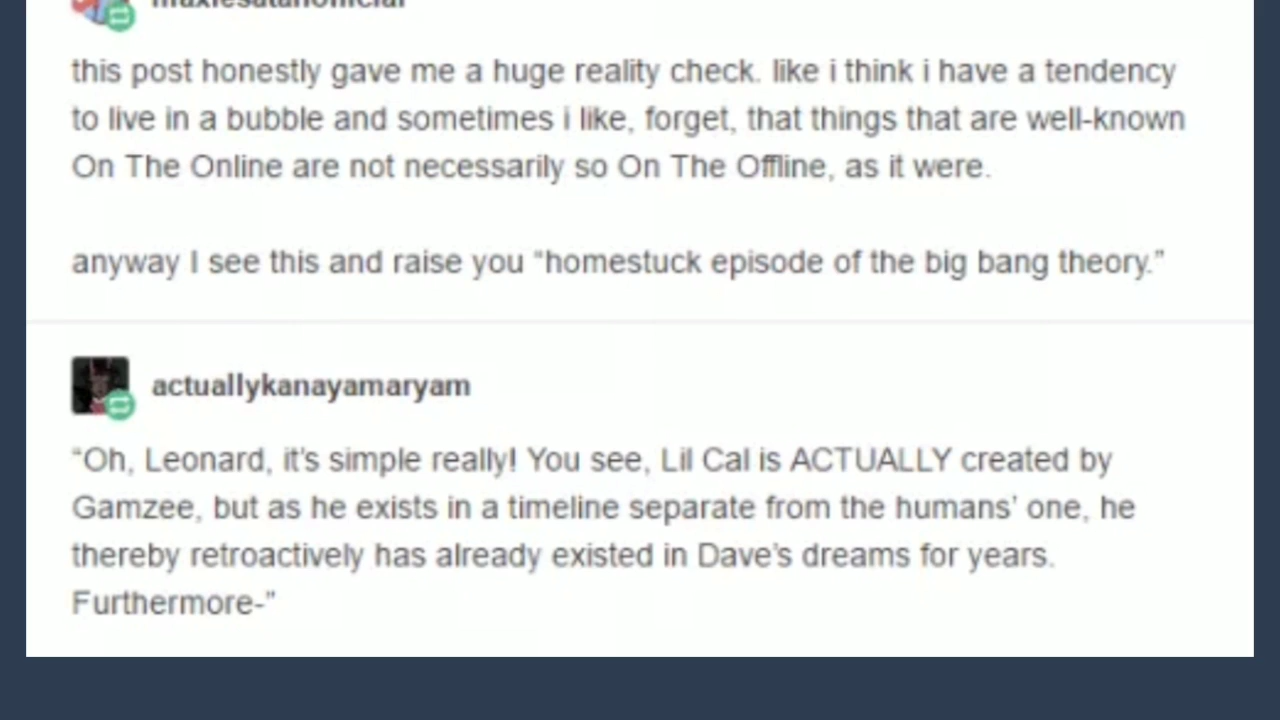 this post honestly gave me a huge reality check. like i think i have a tendency
to live in a bubble and sometimes i like, forget, that things that are well-known
On The Online are not necessarily so On The Offline, as it were.
anyway I see this and raise you “homestuck episode of the big bang theory.”
actuallykanayamaryam
“Oh, Leonard, it’s simple really! You see, Lil Cal is ACTUALLY created by
Gamzee, but as he exists in a timeline separate from the humans’ one, he
thereby retroactively has already existed in Dave’s dreams for years.
Furthermore-”